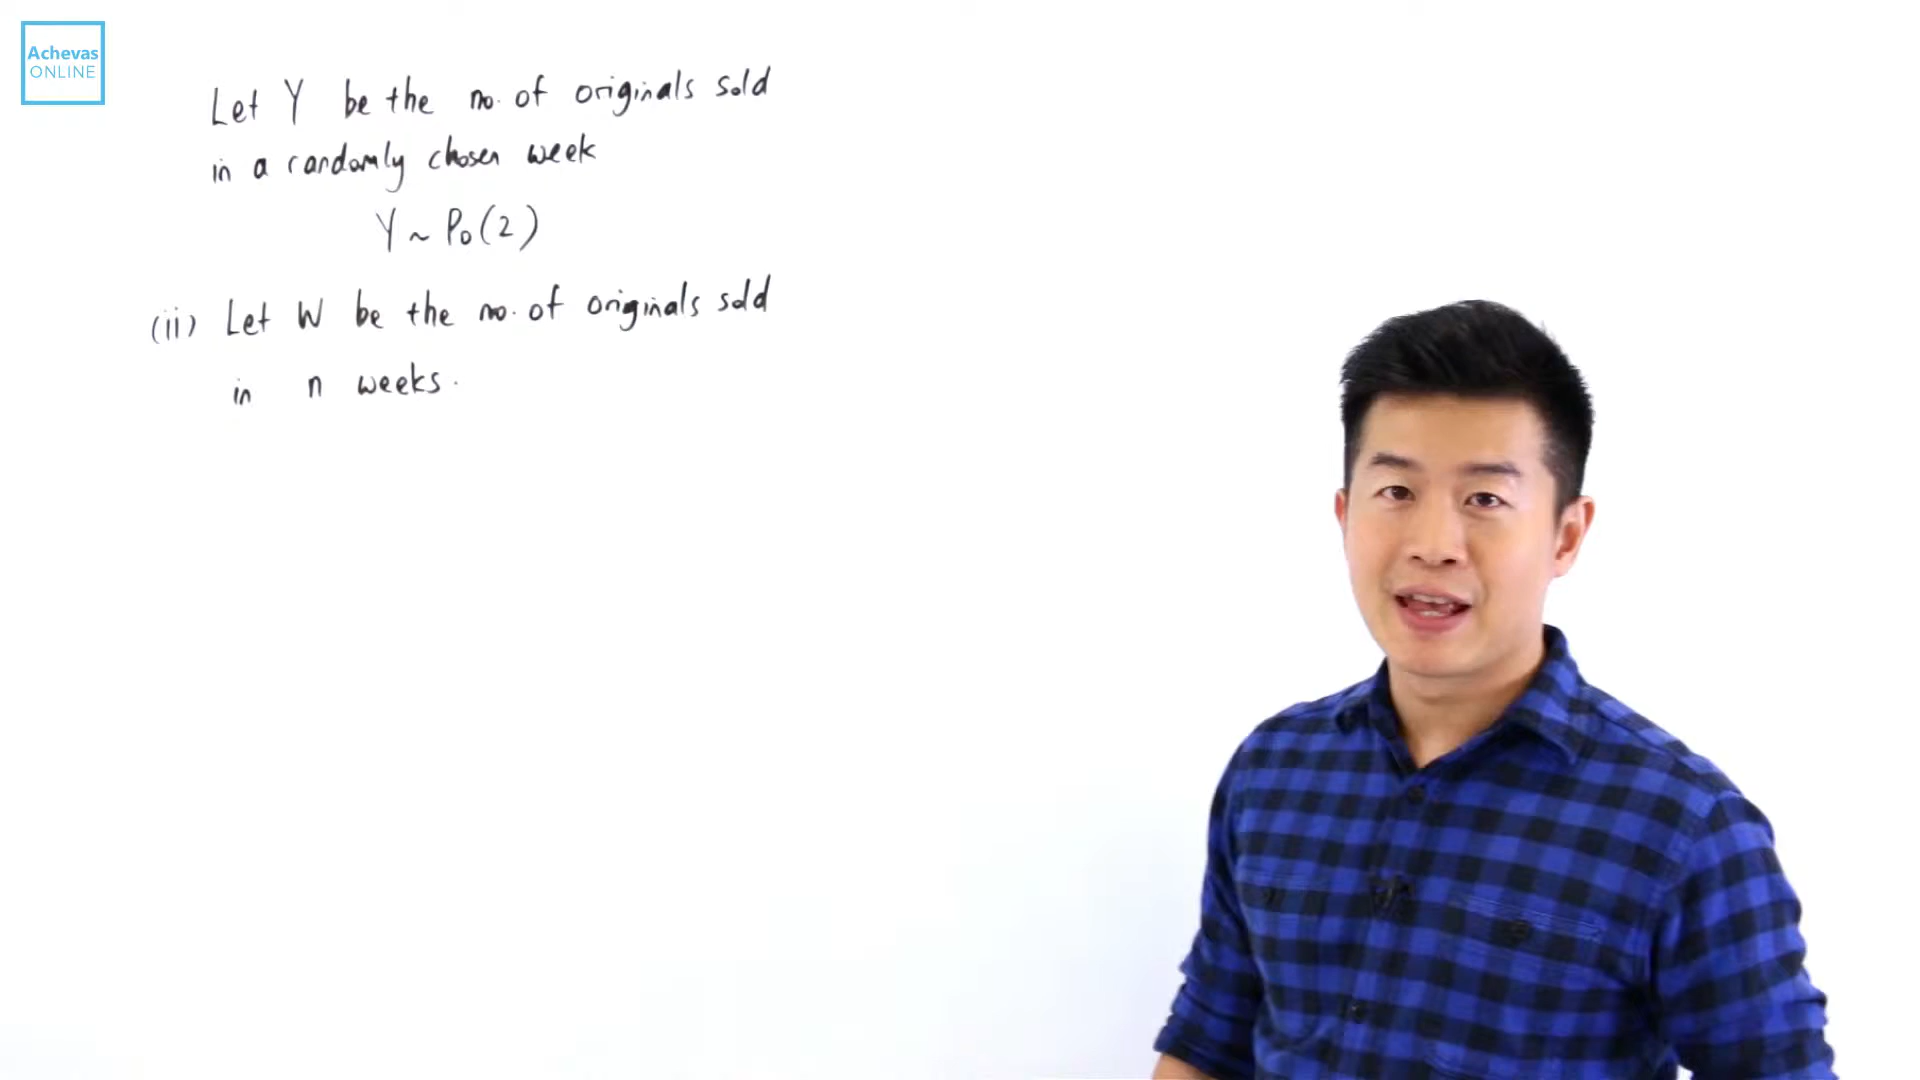 Achevas
ONLINE
Let Y be the no. of originals sold
in a randomly chosen week
Y ~ Po(2)
(ii) Let W be the no. of originals sold
in n weeks.